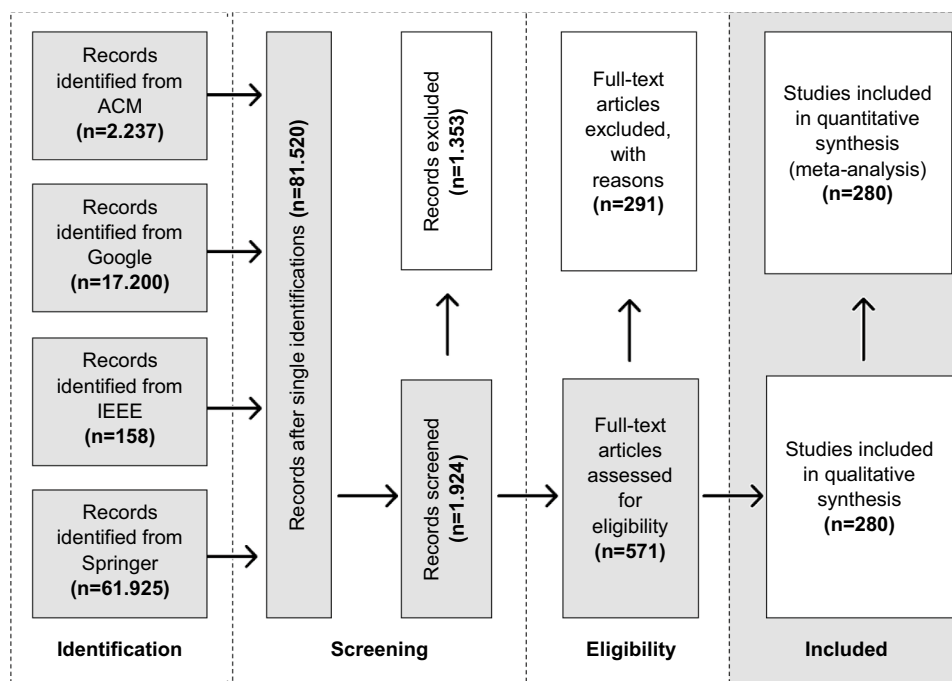 Records
identified from
ACM
(n=2.237)
Records
identified from
Google
(n=17.200)
Records
identified from
IEEE
(n=158)
Records
identified from
Springer
(n=61.925)
Identification
Records after single identifications (n=81.520)
Records excluded
(n=1.353)
Records screened
(n=1.924)
Screening
Full-text
articles
excluded,
with
reasons
(n=291)
Full-text
articles
assessed
for
eligibility
(n=571)
Eligibility
Studies included
in quantitative
synthesis
(meta-analysis)
(n=280)
Studies included
in qualitative
synthesis
(n=280)
Included